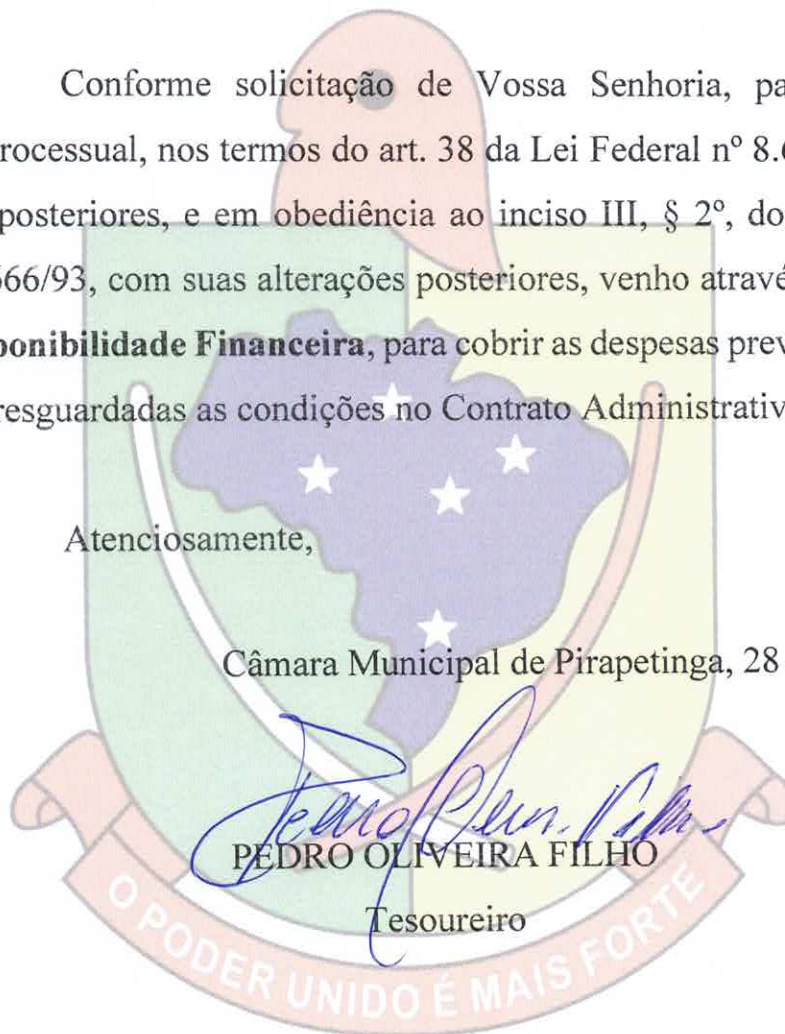 Conforme solicitação de Vossa Senhoria, pa
rocessual, nos termos do art. 38 da Lei Federal nº 8.6
posteriores, e em obediência ao inciso III, § 2º, do
666/93, com suas alterações posteriores, venho atravé
ponibilidade Financeira, para cobrir as despesas prev
resguardadas as condições no Contrato Administrativ
Atenciosamente,
Câmara Municipal de Pirapetinga, 28
PEDRO OLIVEIRA FILHO
Tesoureiro
O PODER UNIDO É MAIS FORTE